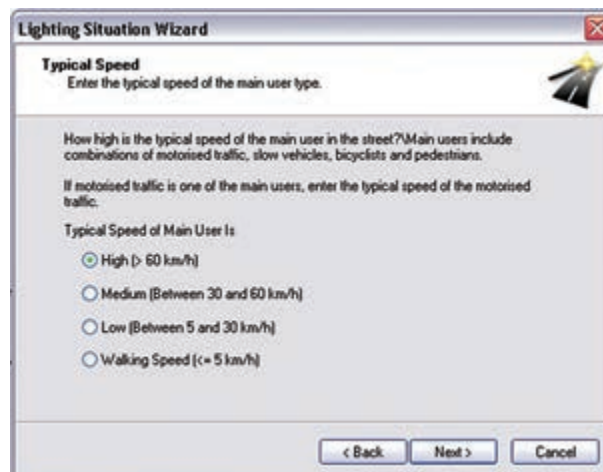 Lighting Situation Wizard
Typical Speed
Enter the typical speed of the main user type.
How high is the typical speed of the main user in the street?\Main users include
combinations of motorised traffic, slow vehicles, bicyclists and pedestrians.
If motorised traffic is one of the main users, enter the typical speed of the motorised
traffic.
Typical Speed of Main User Is
High (> 60 km/h)
Medium (Between 30 and 60 km/h)
Low (Between 5 and 30 km/h)
Walking Speed (<= 5 km/h)
< Back Next > Cancel